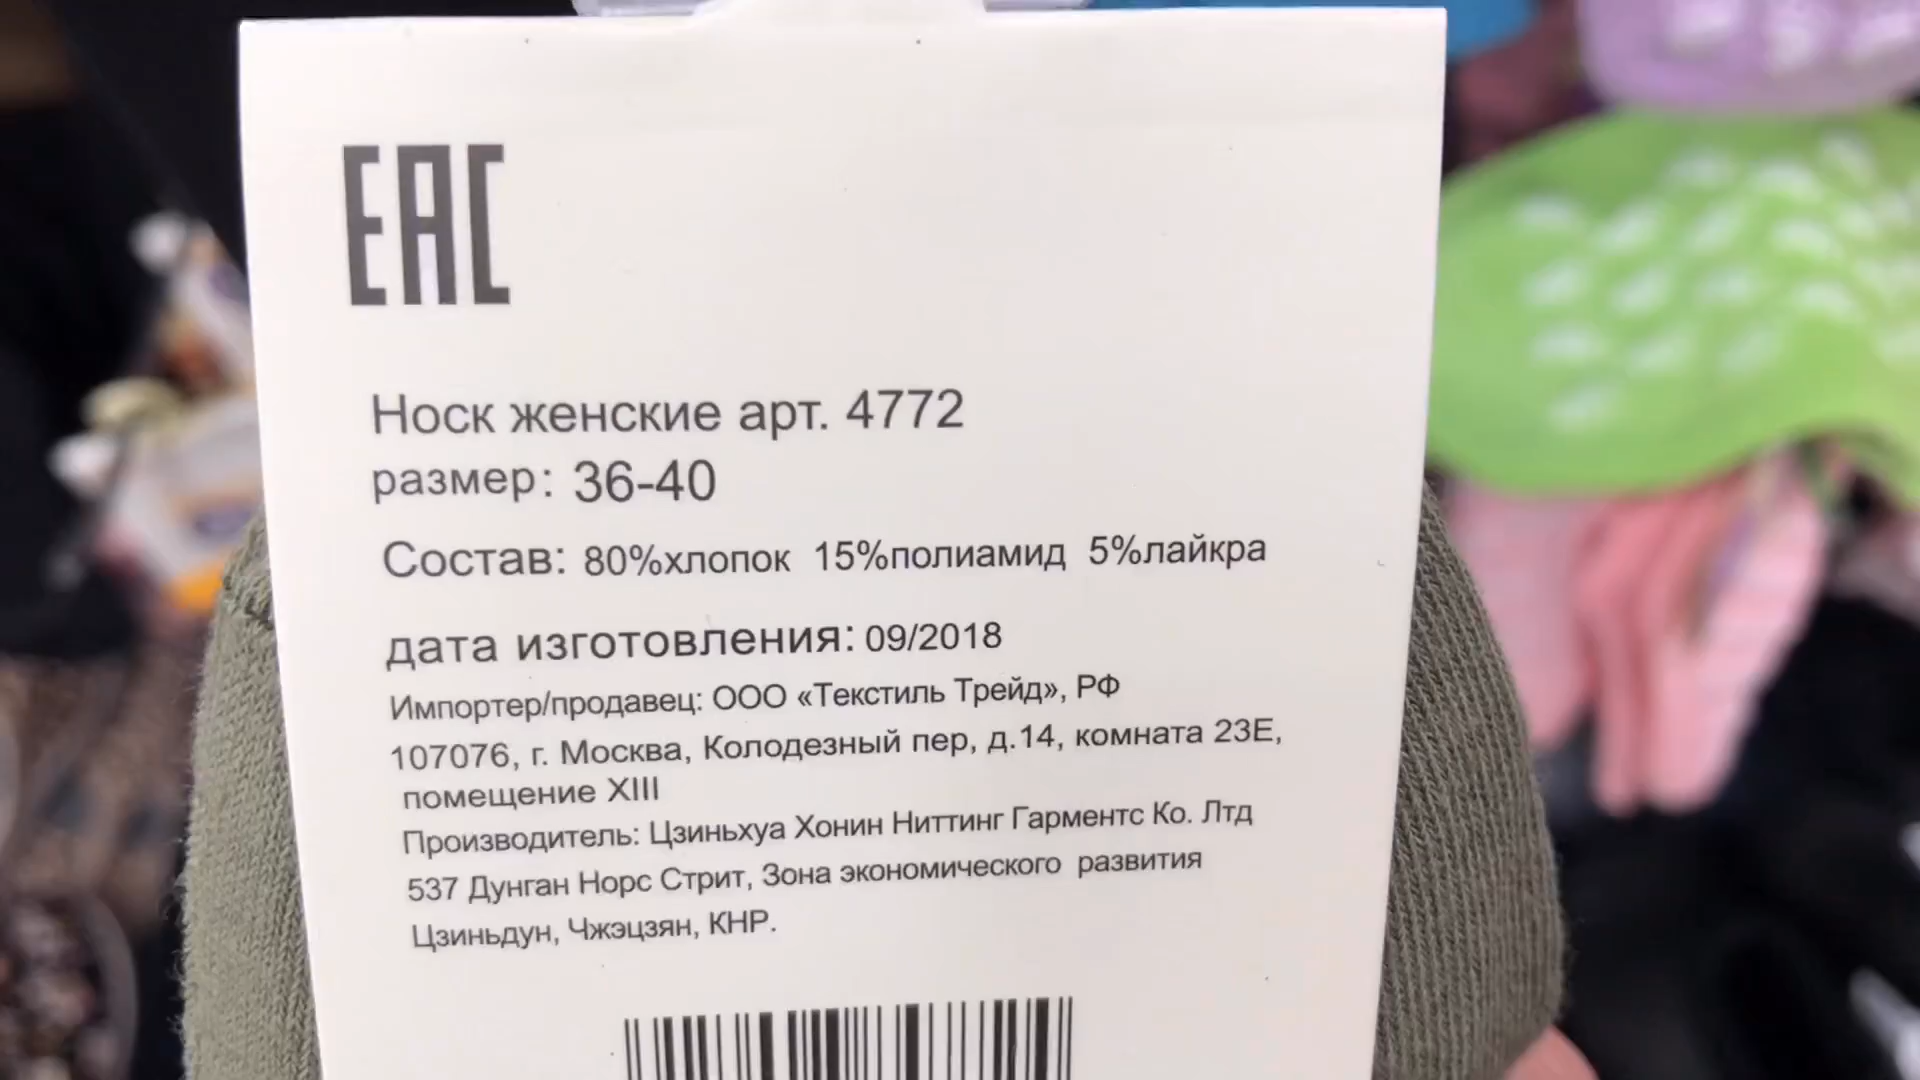 ЕАС
Носк женские арт. 4772
размер: 36-40
Состав: 80%хлопок 15%полиамид 5%лайкра
дата изготовления: 09/2018
Импортер/продавец: ООО «Текстиль Трейд», РФ
107076, г. Москва, Колодезный пер, д.14, комната 23Е,
помещение XIII
Производитель: Цзиньхуа Хонин Ниттинг Гарментс Ко. Лтд
537 Дунган Норс Стрит, Зона экономического развития
Цзиньдун, Чжэцзян, КНР.